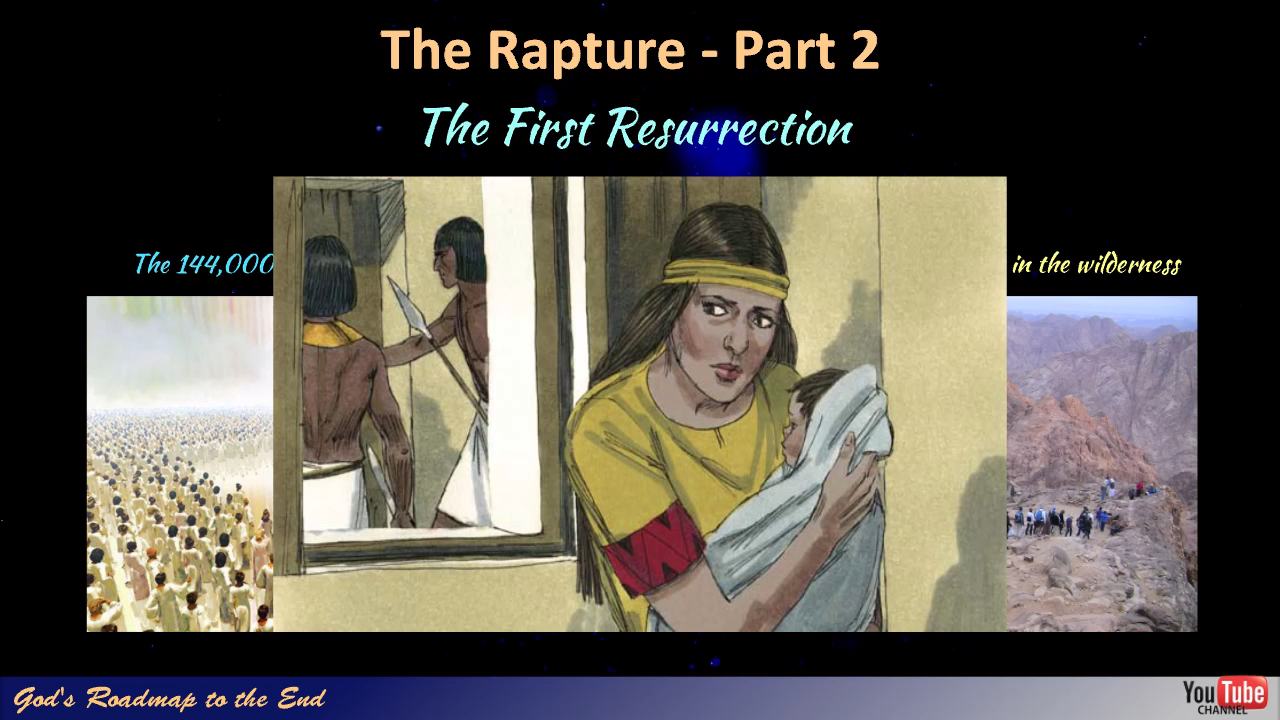 The Rapture - Part 2
The First Resurrection
The 144,000
in the wilderness
God's Roadmap to the End
YouTube
CHANNEL